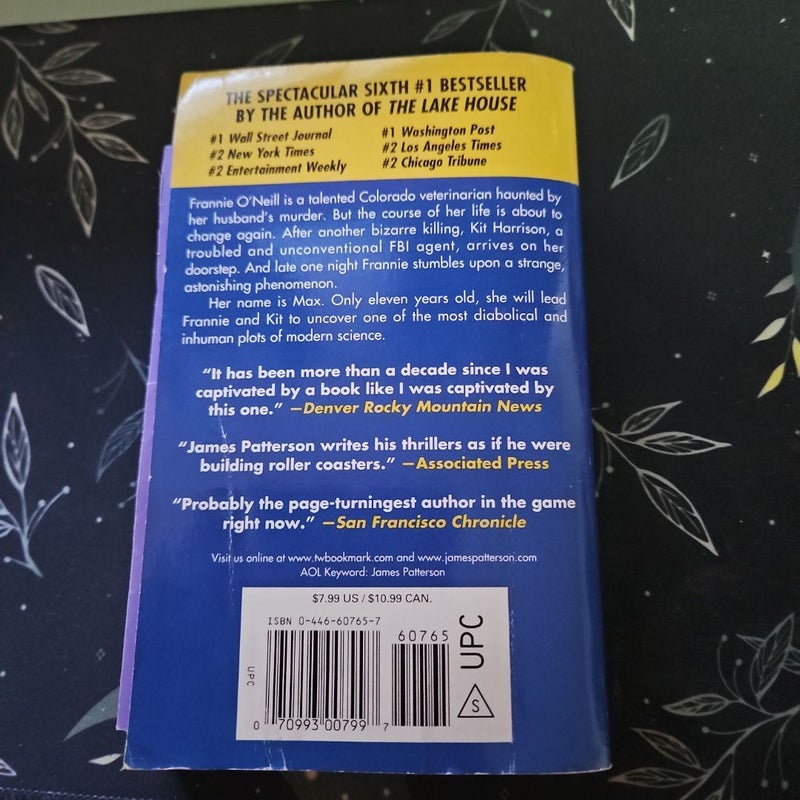 THE SPECTACULAR SIXTH #1 BESTSELLER
BY THE AUTHOR OF THE LAKE HOUSE
#1 Wall Street Journal
#2 New York Times
#2 Entertainment Weekly
#1 Washington Post
#2 Los Angeles Times
#2 Chicago Tribune
Frannie O'Neill is a talented Colorado veterinarian haunted by
her husband's murder. But the course of her life is about to
change again. After another bizarre killing, Kit Harrison, a
troubled and unconventional FBI agent, arrives on her
doorstep. And late one night Frannie stumbles upon a strange,
astonishing phenomenon.
Her name is Max. Only eleven years old, she will lead
Frannie and Kit to uncover one of the most diabolical and
inhuman plots of modern science.
“It has been more than a decade since I was
captivated by a book like I was captivated by
this one.” —Denver Rocky Mountain News
“James Patterson writes his thrillers as if he were
building roller coasters.” —Associated Press
“Probably the page-turningest author in the game
right now.” —San Francisco Chronicle
Visit us online at www.twbookmark.com and www.jamespatterson.com
AOL Keyword: James Patterson
$7.99 US / $10.99 CAN.
ISBN 0-446-60765-7
60765
UPC
UPC
S
0 70993 00799 7